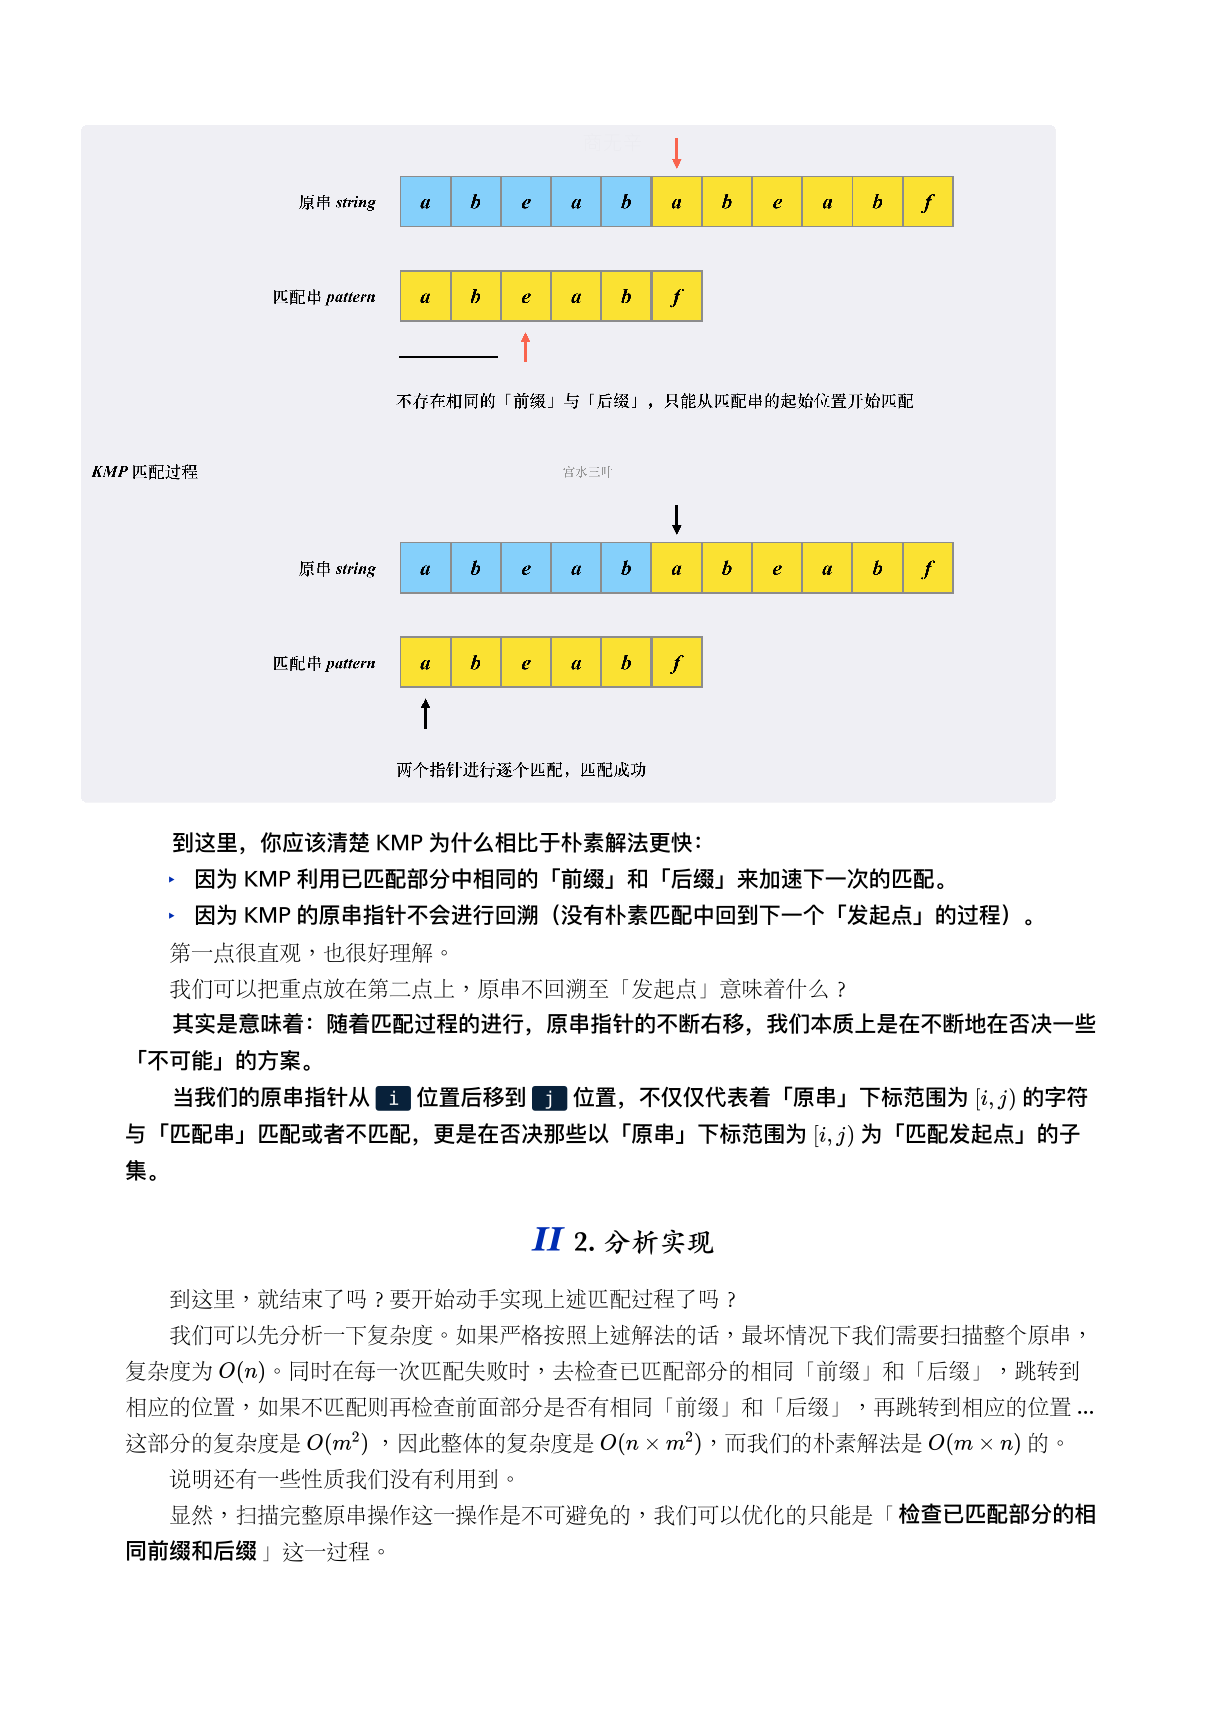 原串 string a b e a b a b e a b f
匹配串 pattern a b e a b f
不存在相同的「前缀」与「后缀」，只能从匹配串的起始位置开始匹配
KMP 匹配过程
宫水三叶
原串 string a b e a b a b e a b f
匹配串 pattern a b e a b f
两个指针进行逐个匹配，匹配成功
到这里，你应该清楚 KMP 为什么相比于朴素解法更快：
‣ 因为 KMP 利用已匹配部分中相同的「前缀」和「后缀」来加速下一次的匹配。
‣ 因为 KMP 的原串指针不会进行回溯（没有朴素匹配中回到下一个「发起点」的过程）。
第一点很直观，也很好理解。
我们可以把重点放在第二点上，原串不回溯至「发起点」意味着什么？
其实是意味着：随着匹配过程的进行，原串指针的不断右移，我们本质上是在不断地在否决一些
「不可能」的方案。
当我们的原串指针从 i 位置后移到 j 位置，不仅仅代表着「原串」下标范围为 [i, j) 的字符
与「匹配串」匹配或者不匹配，更是在否决那些以「原串」下标范围为 [i, j) 为「匹配发起点」的子
集。
II 2. 分析实现
到这里，就结束了吗？要开始动手实现上述匹配过程了吗？
我们可以先分析一下复杂度。如果严格按照上述解法的话，最坏情况下我们需要扫描整个原串，
复杂度为 O(n)。同时在每一次匹配失败时，去检查已匹配部分的相同「前缀」和「后缀」，跳转到
相应的位置，如果不匹配则再检查前面部分是否有相同「前缀」和「后缀」，再跳转到相应的位置 ...
这部分的复杂度是 O(m²) ，因此整体的复杂度是 O(n × m²)，而我们的朴素解法是 O(m × n) 的。
说明还有一些性质我们没有利用到。
显然，扫描完整原串操作这一操作是不可避免的，我们可以优化的只能是「检查已匹配部分的相
同前缀和后缀」这一过程。